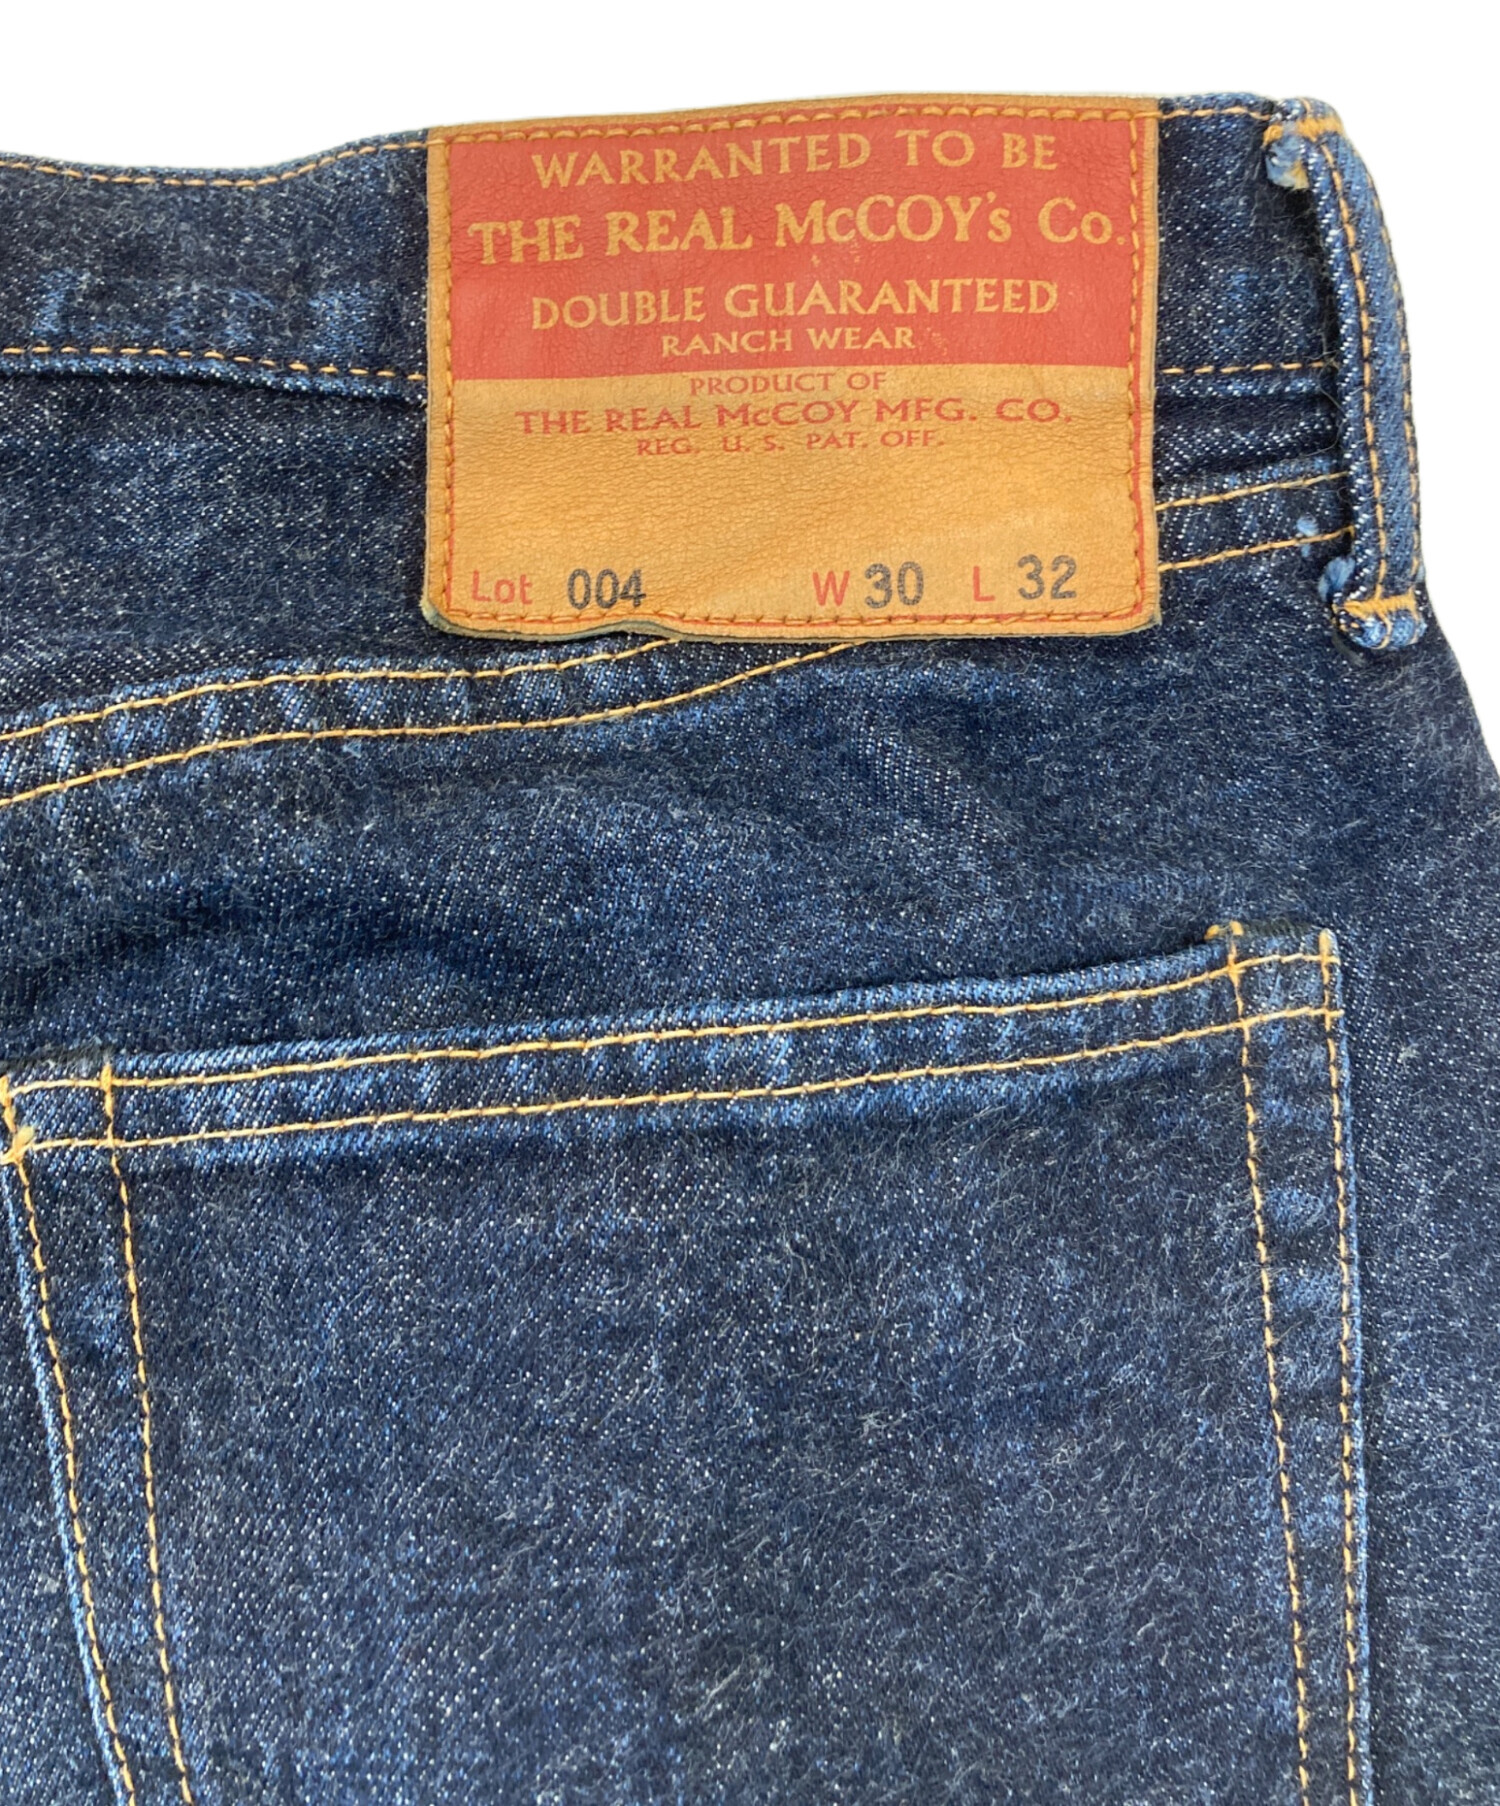 WARRANTED TO BE
THE REAL McCOY's Co.
DOUBLE GUARANTEED
RANCH WEAR
PRODUCT OF
THE REAL McCOY MFG. CO.
REG. U. S. PAT. OFF.
Lot 004 W 30 L 32